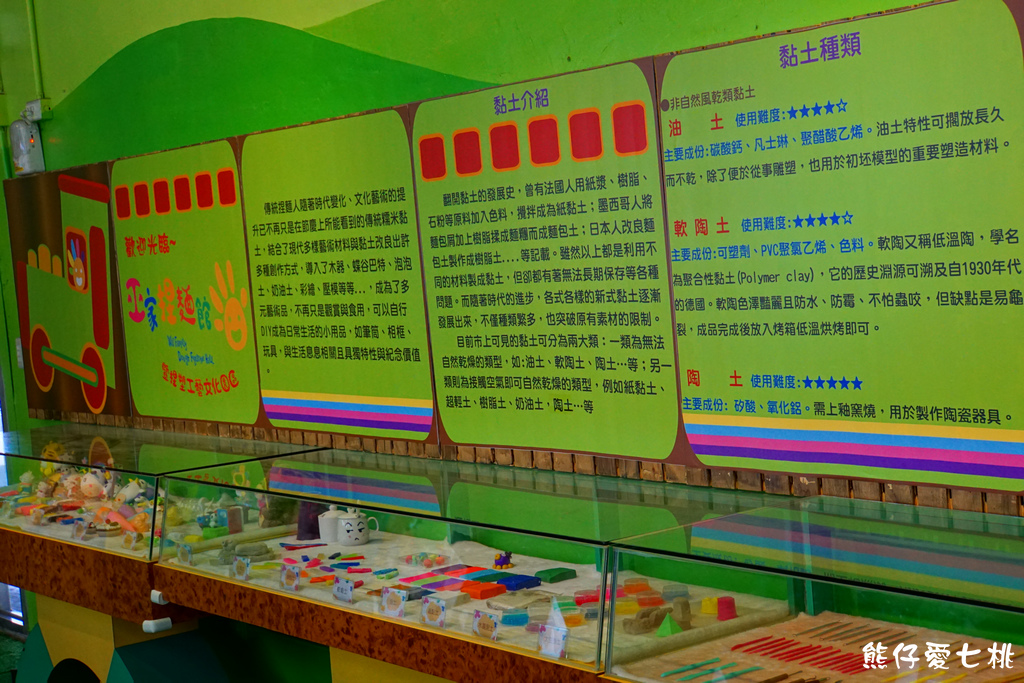 歡迎光臨~
巫家捏麵館
捏麵塑工藝文化DIY
傳統捏麵人隨著時代變化、文化藝術的提
升已不再只是在節慶上所能看到的傳統糯米黏
土，結合了現代多樣藝術材料與黏土改良出許
多種創作方式，導入了木器、蝶谷巴特、泡泡
土、奶油土、彩繪、壓模等等...，成為了多
元藝術品，不再只是觀賞與食用，可以自行
DIY成為日常生活的小用品，如筆筒、相框、
玩具，與生活息息相關且具獨特性與紀念價值
。
黏土介紹
翻開黏土的發展史，曾有法國人用紙漿、樹脂、
石粉等原料加入色料，攪拌成為紙黏土；墨西哥人將
麵包屑加上樹脂揉成麵糰而成麵包土；日本人改良麵
包土製作成樹脂土....等記載。雖然以上都是利用不
同的材料製成黏土，但卻都有著無法長期保存等各種
問題。而隨著時代的進步，各式各樣的新式黏土逐漸
發展出來，不僅種類繁多，也突破原有素材的限制。
目前市上可見的黏土可分為兩大類：一類為無法
自然乾燥的類型，如:油土、軟陶土、陶土…等；另一
類則為接觸空氣即可自然乾燥的類型，例如紙黏土、
超輕土、樹脂土、奶油土，陶土…等
黏土種類
●非自然風乾類黏土
油 土 使用難度:★★★★☆
主要成份:碳酸鈣、凡士琳、聚醋酸乙烯。油土特性可擱放長久
而不乾，除了便於從事雕塑，也用於初坯模型的重要塑造材料。
軟 陶 土 使用難度:★★★★☆
主要成份:可塑劑、PVC聚氯乙烯、色料。軟陶又稱低溫陶，學名
為聚合性黏土(Polymer clay)，它的歷史淵源可溯及自1930年代
的德國。軟陶色澤豔麗且防水、防霉、不怕蟲咬，但缺點是易龜
裂，成品完成後放入烤箱低溫烘烤即可。
陶 土 使用難度:★★★★★
主要成份: 矽酸、氧化鋁。需上釉窯燒，用於製作陶瓷器具。
熊仔愛七桃